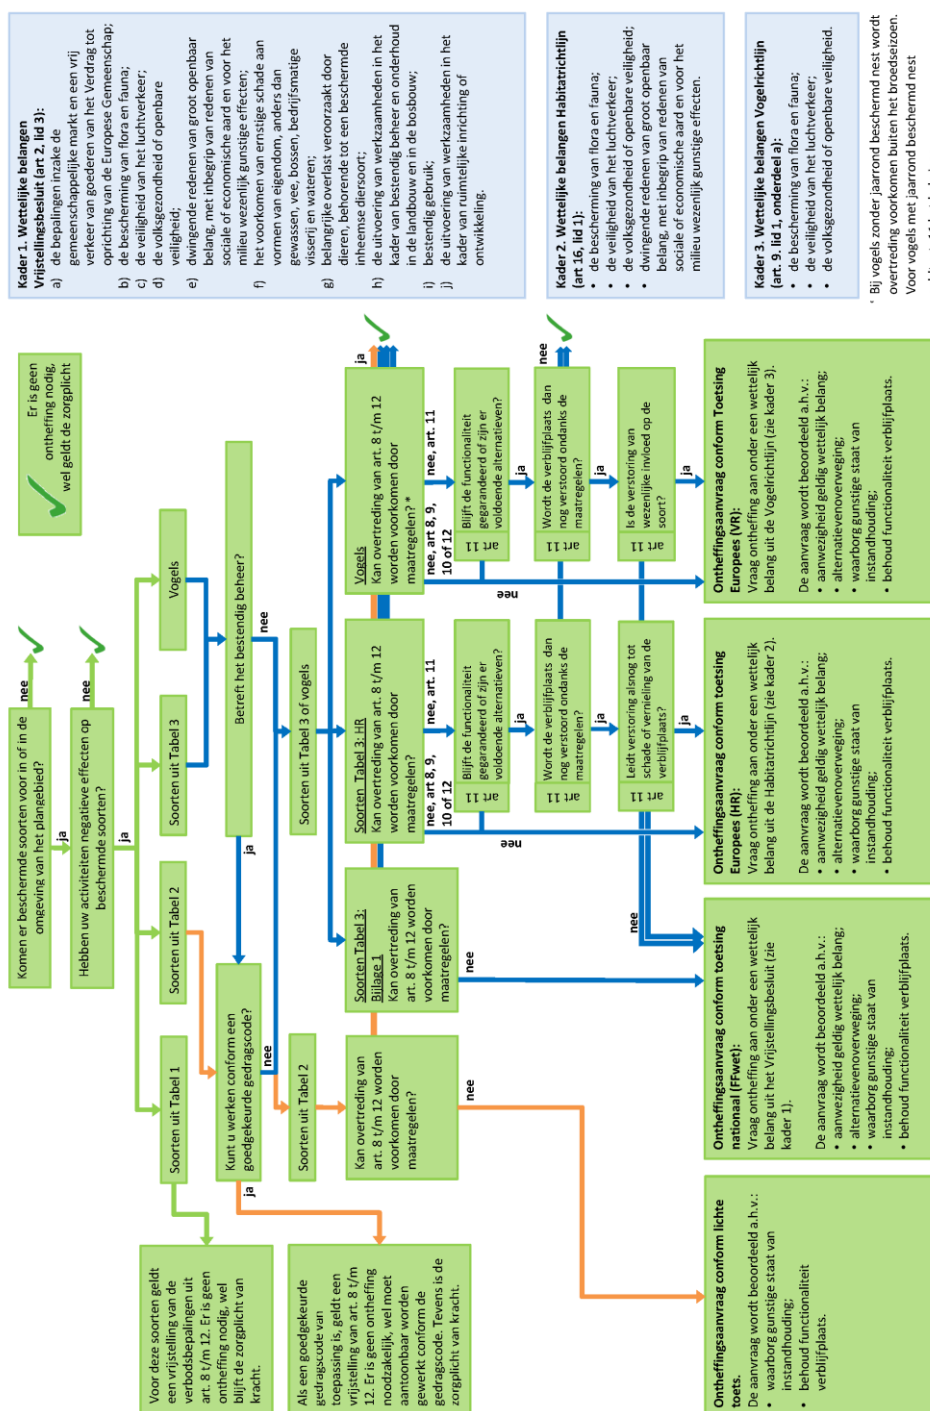 Komen er beschermde soorten voor in of in de
omgeving van het plangebied?
nee
ja
Hebben uw activiteiten negatieve effecten op
beschermde soorten?
nee
ja
Er is geen
ontheffing nodig,
wel geldt de zorgplicht
Soorten uit Tabel 1
Soorten uit Tabel 2
Soorten uit Tabel 3
Vogels
Voor deze soorten geldt
een vrijstelling van de
verbodsbepalingen uit
art. 8 t/m 12. Er is geen
ontheffing nodig, wel
blijft de zorgplicht van
kracht.
Kunt u werken conform een
goedgekeurde gedragscode?
ja
nee
ja
Betreft het bestendig beheer?
nee
Als een goedgekeurde
gedragscode van
toepassing is, geldt een
vrijstelling van art. 8 t/m
12. Er is geen ontheffing
noodzakelijk, wel moet
aantoonbaar worden
gewerkt conform de
gedragscode. Tevens is de
zorgplicht van kracht.
Soorten uit Tabel 2
Soorten uit Tabel 3 of vogels
Kan overtreding van
art. 8 t/m 12 worden
voorkomen door
maatregelen?
nee
Soorten Tabel 3:
Bijlage 1
Kan overtreding van
art. 8 t/m 12 worden
voorkomen door
maatregelen?
nee
Soorten Tabel 3: HR
Kan overtreding van art. 8 t/m 12
worden voorkomen door
maatregelen?
nee, art 8, 9,
10 of 12
nee, art. 11
Vogels
Kan overtreding van art. 8 t/m 12
worden voorkomen door
maatregelen? *
ja
nee, art 8, 9,
10 of 12
nee, art. 11
art 11
Blijft de functionaliteit
gegarandeerd of zijn er
voldoende alternatieven?
nee
ja
art 11
Blijft de functionaliteit
gegarandeerd of zijn er
voldoende alternatieven?
nee
ja
art 11
Wordt de verblijfplaats dan
nog verstoord ondanks de
maatregelen?
ja
art 11
Wordt de verblijfplaats dan
nog verstoord ondanks de
maatregelen?
nee
ja
art 11
Leidt verstoring alsnog tot
schade of vernieling van de
verblijfplaats?
nee
ja
art 11
Is de verstoring van
wezenlijke invloed op de
soort?
ja
Ontheffingsaanvraag conform lichte
toets.
De aanvraag wordt beoordeeld a.h.v.:
• waarborg gunstige staat van
instandhouding;
• behoud functionaliteit
verblijfplaats.
Ontheffingsaanvraag conform toetsing
nationaal (FFwet):
Vraag ontheffing aan onder een wettelijk
belang uit het Vrijstellingsbesluit (zie
kader 1).
De aanvraag wordt beoordeeld a.h.v.:
• aanwezigheid geldig wettelijk belang;
• alternatievenoverweging;
• waarborg gunstige staat van
instandhouding;
• behoud functionaliteit verblijfplaats.
Ontheffingsaanvraag conform toetsing
Europees (HR):
Vraag ontheffing aan onder een wettelijk
belang uit de Habitatrichtlijn (zie kader 2).
De aanvraag wordt beoordeeld a.h.v.:
• aanwezigheid geldig wettelijk belang;
• alternatievenoverweging;
• waarborg gunstige staat van
instandhouding;
• behoud functionaliteit verblijfplaats.
Ontheffingsaanvraag conform Toetsing
Europees (VR):
Vraag ontheffing aan onder een wettelijk
belang uit de Vogelrichtlijn (zie kader 3).
De aanvraag wordt beoordeeld a.h.v.:
• aanwezigheid geldig wettelijk belang;
• alternatievenoverweging;
• waarborg gunstige staat van
instandhouding;
• behoud functionaliteit verblijfplaats.
Kader 1. Wettelijke belangen
Vrijstellingsbesluit (art 2, lid 3):
a) de bepalingen inzake de
gemeenschappelijke markt en een vrij
verkeer van goederen van het Verdrag tot
oprichting van de Europese Gemeenschap;
b) de bescherming van flora en fauna;
c) de veiligheid van het luchtverkeer;
d) de volksgezondheid of openbare
veiligheid;
e) dwingende redenen van groot openbaar
belang, met inbegrip van redenen van
sociale of economische aard en voor het
milieu wezenlijk gunstige effecten;
f) het voorkomen van ernstige schade aan
vormen van eigendom, anders dan
gewassen, vee, bossen, bedrijfsmatige
visserij en wateren;
g) belangrijke overlast veroorzaakt door
dieren, behorende tot een beschermde
inheemse diersoort;
h) de uitvoering van werkzaamheden in het
kader van bestendig beheer en onderhoud
in de landbouw en in de bosbouw;
i) bestendig gebruik;
j) de uitvoering van werkzaamheden in het
kader van ruimtelijke inrichting of
ontwikkeling.
Kader 2. Wettelijke belangen Habitatrichtlijn
(art 16, lid 1):
• de bescherming van flora en fauna;
• de veiligheid van het luchtverkeer;
• de volksgezondheid of openbare veiligheid;
• dwingende redenen van groot openbaar
belang, met inbegrip van redenen van
sociale of economische aard en voor het
milieu wezenlijk gunstige effecten.
Kader 3. Wettelijke belangen Vogelrichtlijn
(art. 9, lid 1, onderdeel a):
• de bescherming van flora en fauna;
• de veiligheid van het luchtverkeer;
• de volksgezondheid of openbare veiligheid.
* Bij vogels zonder jaarrond beschermd nest wordt
overtreding voorkomen buiten het broedseizoen.
Voor vogels met jaarrond beschermd nest